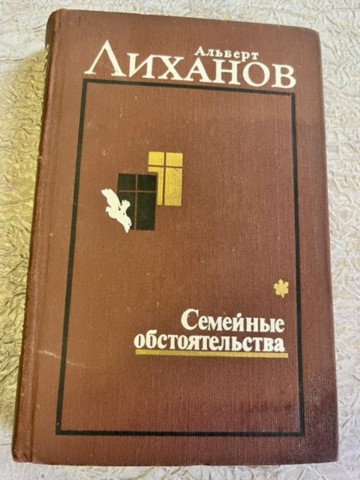 Альберт
Лиханов
Семейные
обстоятельства